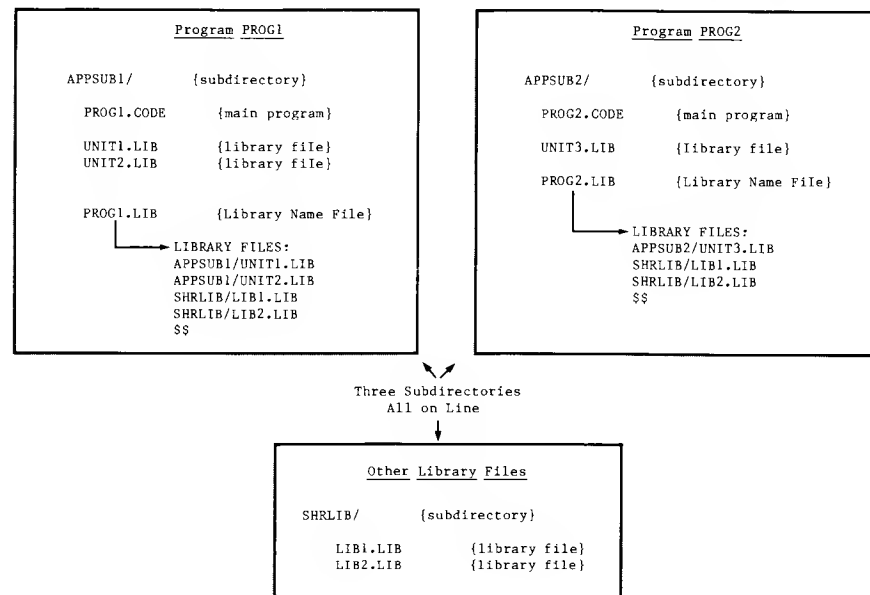 Program PROG1
APPSUB1/ {subdirectory}
PROG1.CODE {main program}
UNIT1.LIB {library file}
UNIT2.LIB {library file}
PROG1.LIB {Library Name File}
LIBRARY FILES:
APPSUB1/UNIT1.LIB
APPSUB1/UNIT2.LIB
SHRLIB/LIB1.LIB
SHRLIB/LIB2.LIB
$$
Program PROG2
APPSUB2/ {subdirectory}
PROG2.CODE {main program}
UNIT3.LIB {library file}
PROG2.LIB {Library Name File}
LIBRARY FILES:
APPSUB2/UNIT3.LIB
SHRLIB/LIB1.LIB
SHRLIB/LIB2.LIB
$$
Three Subdirectories
All on Line
Other Library Files
SHRLIB/ {subdirectory}
LIB1.LIB {library file}
LIB2.LIB {library file}